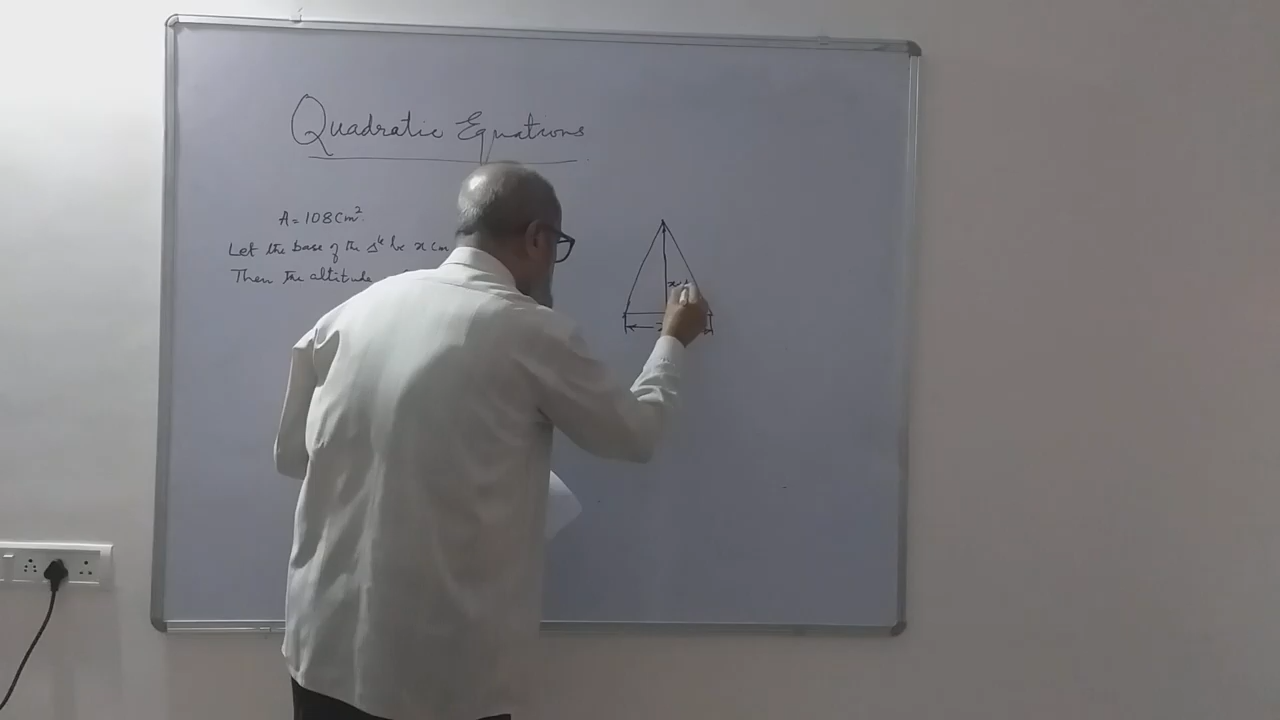 Quadratic Equations
A = 108 Cm²
Let the base of the Δˡᵉ be x cm
Then the altitude
x